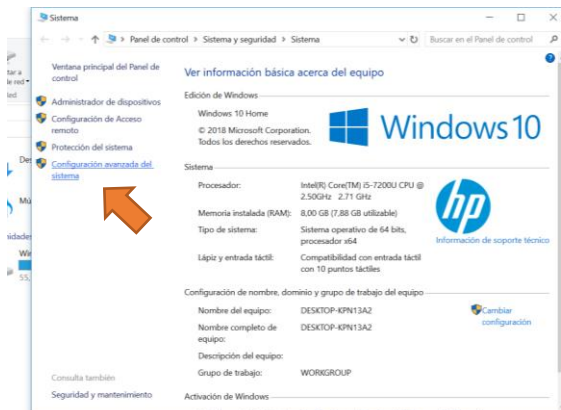 Sistema
Panel de control > Sistema y seguridad > Sistema
Buscar en el Panel de control
Ventana principal del Panel de
control
Administrador de dispositivos
Configuración de Acceso
remoto
Protección del sistema
Configuración avanzada del
sistema
Consulta también
Seguridad y mantenimiento
Ver información básica acerca del equipo
Edición de Windows
Windows 10 Home
© 2018 Microsoft Corporation.
Todos los derechos reservados.
Windows 10
Sistema
Procesador: Intel(R) Core(TM) i5-7200U CPU @
2.50GHz 2.71 GHz
Memoria instalada (RAM): 8,00 GB (7,88 GB utilizable)
Tipo de sistema: Sistema operativo de 64 bits,
procesador x64
Lápiz y entrada táctil: Compatibilidad con entrada táctil
con 10 puntos táctiles
hp
Información de soporte técnico
Configuración de nombre, dominio y grupo de trabajo del equipo
Nombre del equipo: DESKTOP-KPN13A2
Nombre completo de
equipo: DESKTOP-KPN13A2
Descripción del equipo:
Grupo de trabajo: WORKGROUP
Cambiar
configuración
Activación de Windows